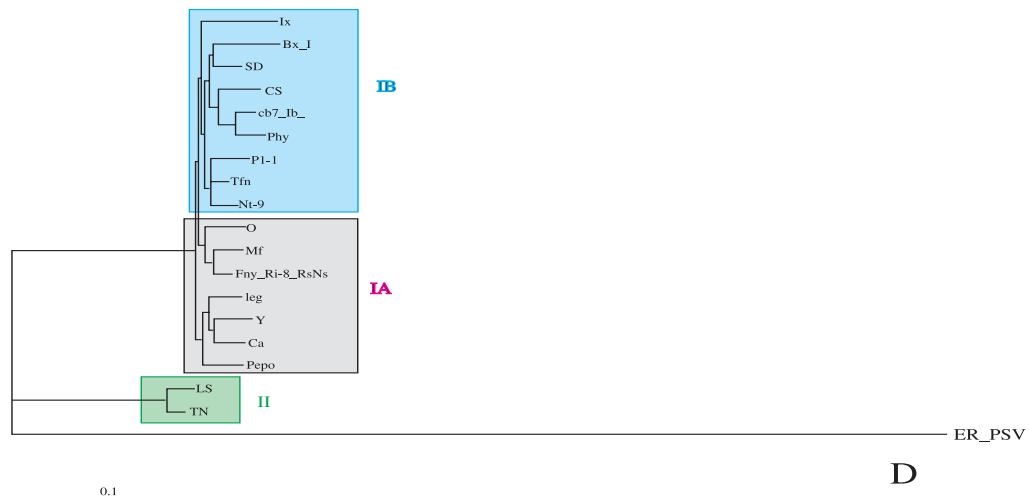 Ix
Bx_I
SD
CS
IB
cb7_Ib_
Phy
P1-1
Tfn
Nt-9
O
Mf
Fny_Ri-8_RsNs
IA
leg
Y
Ca
Pepo
LS
II
TN
ER_PSV
D
0.1